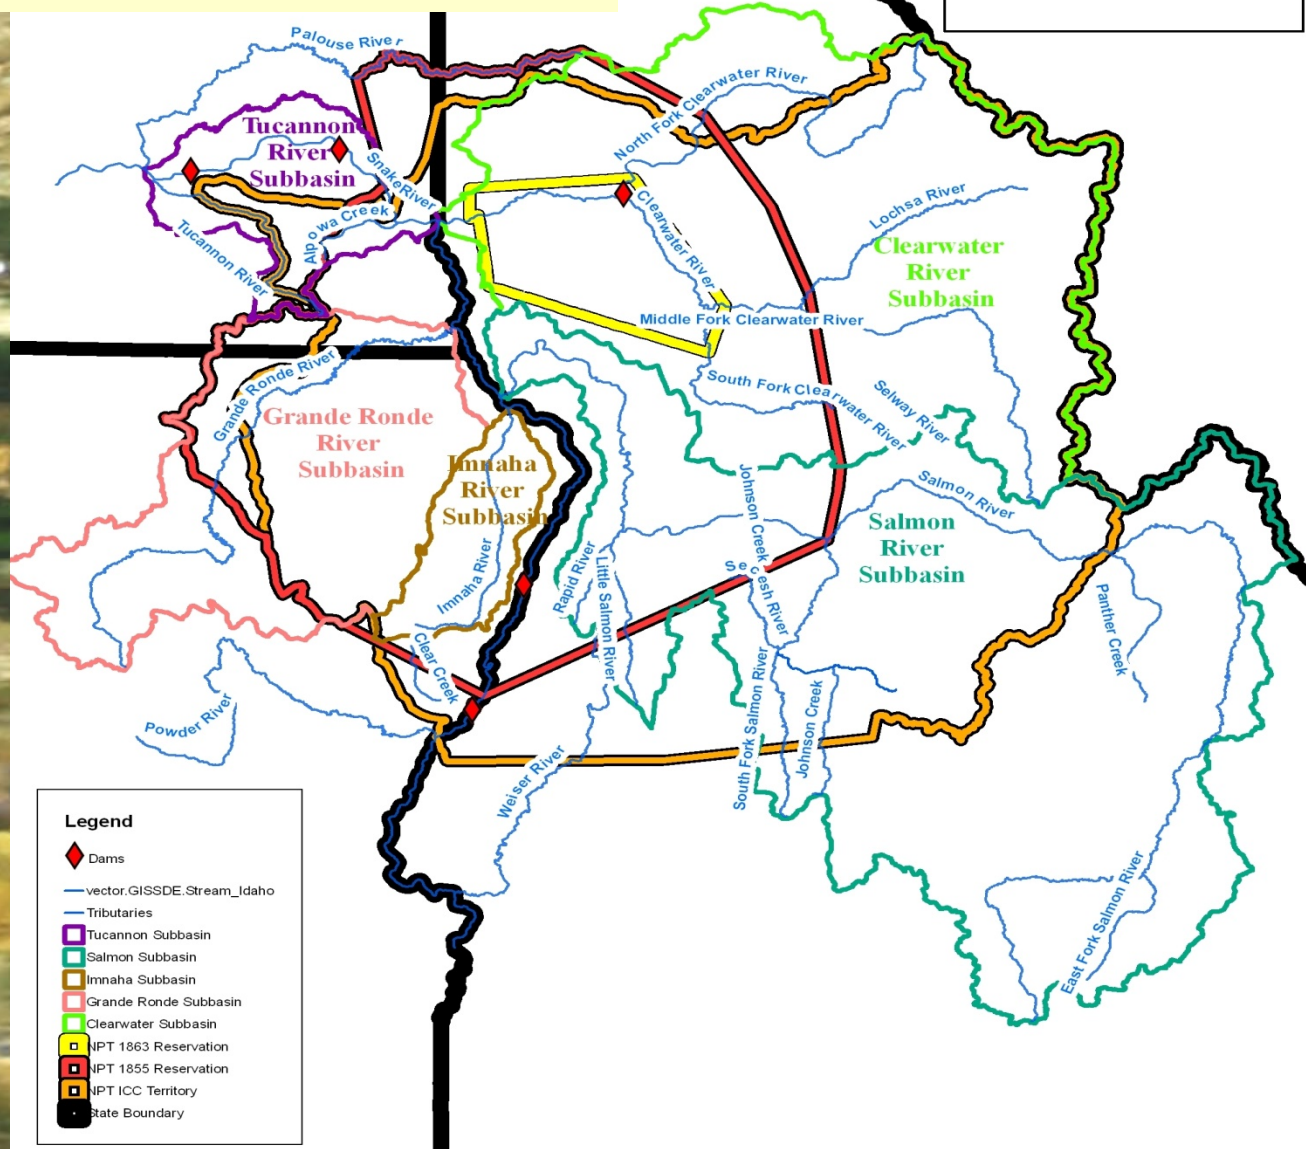 Palouse River
North Fork Clearwater River
Tucannon
River
Subbasin
Snake River
Alpowa Creek
Tucannon River
Clearwater River
Lochsa River
Clearwater
River
Subbasin
Middle Fork Clearwater River
South Fork Clearwater River
Selway River
Grande Ronde River
Grande Ronde
River
Subbasin
Imnaha
River
Subbasin
Imnaha River
Rapid River
Little Salmon River
Johnson Creek
Secesh River
Salmon River
Salmon
River
Subbasin
Panther Creek
Clear Creek
Powder River
Weiser River
South Fork Salmon River
Johnson Creek
East Fork Salmon River
Legend
Dams
vector.GISSDE.Stream_Idaho
Tributaries
Tucannon Subbasin
Salmon Subbasin
Imnaha Subbasin
Grande Ronde Subbasin
Clearwater Subbasin
NPT 1863 Reservation
NPT 1855 Reservation
NPT ICC Territory
State Boundary